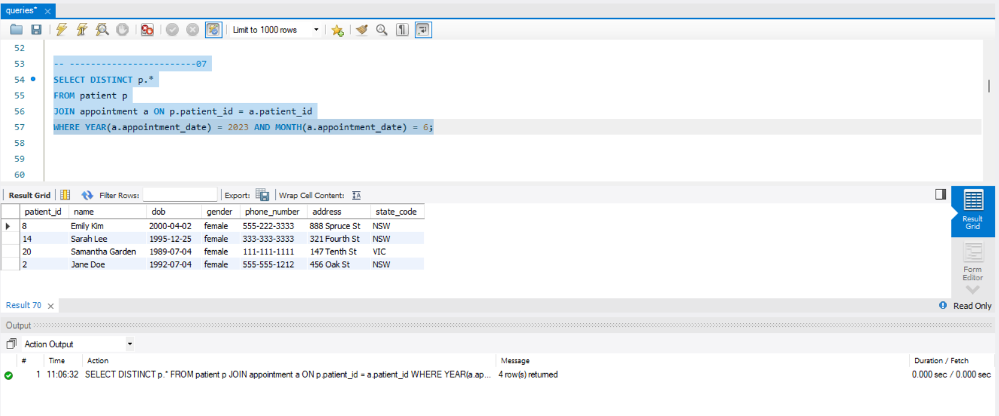 queries*
Limit to 1000 rows
52
53 -- ------------------------07
54 SELECT DISTINCT p.*
55 FROM patient p
56 JOIN appointment a ON p.patient_id = a.patient_id
57 WHERE YEAR(a.appointment_date) = 2023 AND MONTH(a.appointment_date) = 6;
58
59
60
Result Grid Filter Rows: Export: Wrap Cell Content: IA
patient_id name dob gender phone_number address state_code
8 Emily Kim 2000-04-02 female 555-222-3333 888 Spruce St NSW
14 Sarah Lee 1995-12-25 female 333-333-3333 321 Fourth St NSW
20 Samantha Garden 1989-07-04 female 111-111-1111 147 Tenth St VIC
2 Jane Doe 1992-07-04 female 555-555-1212 456 Oak St NSW
Result
Grid
Form
Editor
Result 70 Read Only
Output
Action Output
# Time Action Message Duration / Fetch
1 11:06:32 SELECT DISTINCT p.* FROM patient p JOIN appointment a ON p.patient_id = a.patient_id WHERE YEAR(a.ap... 4 row(s) returned 0.000 sec / 0.000 sec